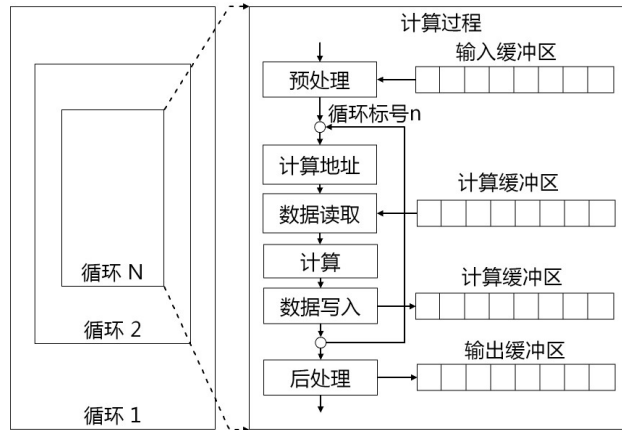 计算过程
输入缓冲区
预处理
循环标号n
计算地址
计算缓冲区
数据读取
计算
循环 N
计算缓冲区
数据写入
循环 2
输出缓冲区
后处理
循环 1